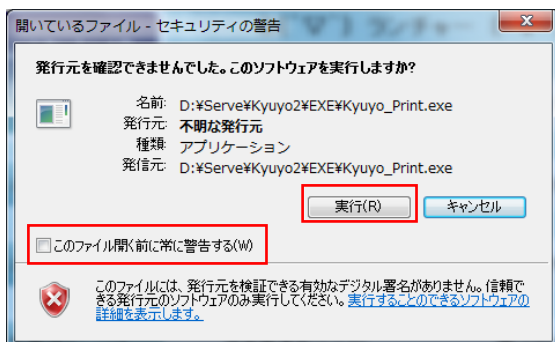 開いているファイル - セキュリティの警告
発行元を確認できませんでした。このソフトウェアを実行しますか?
名前: D:¥Serve¥Kyuyo2¥EXE¥Kyuyo_Print.exe
発行元: 不明な発行元
種類: アプリケーション
発信元: D:¥Serve¥Kyuyo2¥EXE¥Kyuyo_Print.exe
実行(R) キャンセル
このファイル開く前に常に警告する(W)
このファイルには、発行元を検証できる有効なデジタル署名がありません。信頼で
きる発行元のソフトウェアのみ実行してください。実行することのできるソフトウェアの
詳細を表示します。